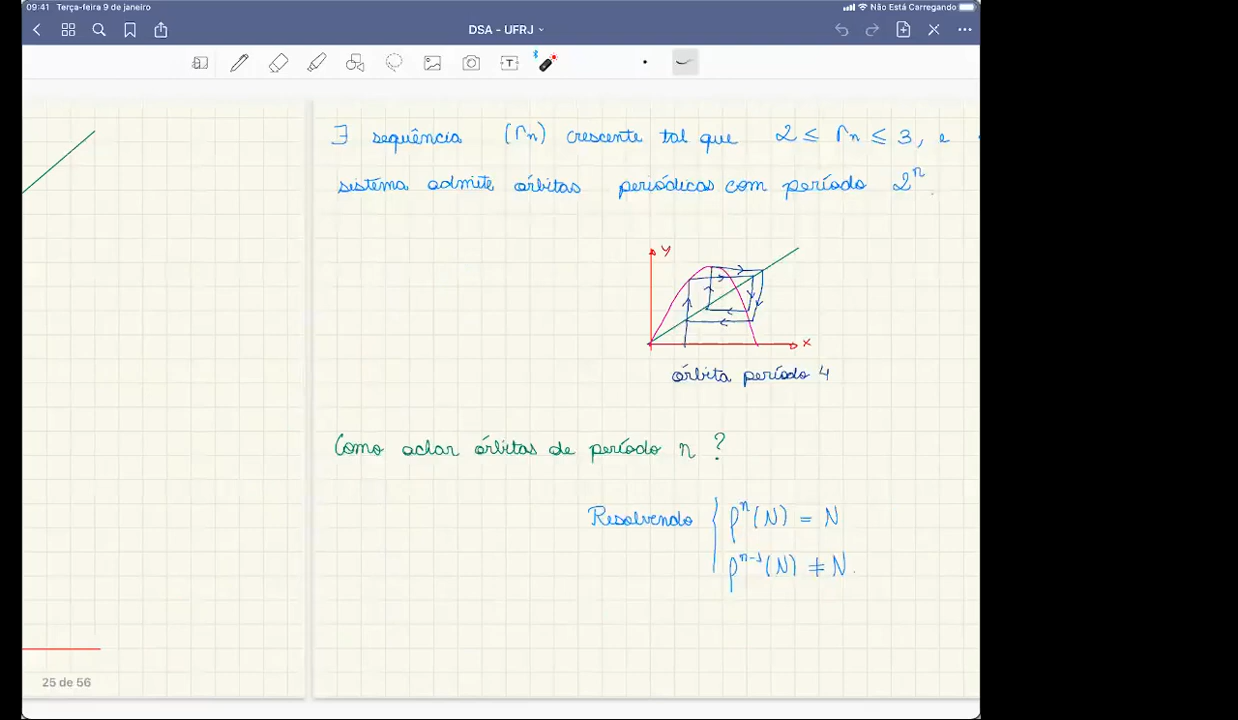 09:41 Terça-feira 9 de janeiro
Não Está Carregando
DSA - UFRJ
T
∃ sequência (rn) crescente tal que 2 ≤ rn ≤ 3, e
sistema admite órbitas periódicas com período 2^n.
y
x
órbita período 4
Como achar órbitas de período n ?
Resolvendo { p^n(N) = N
p^{n-1}(N) ≠ N.
25 de 56